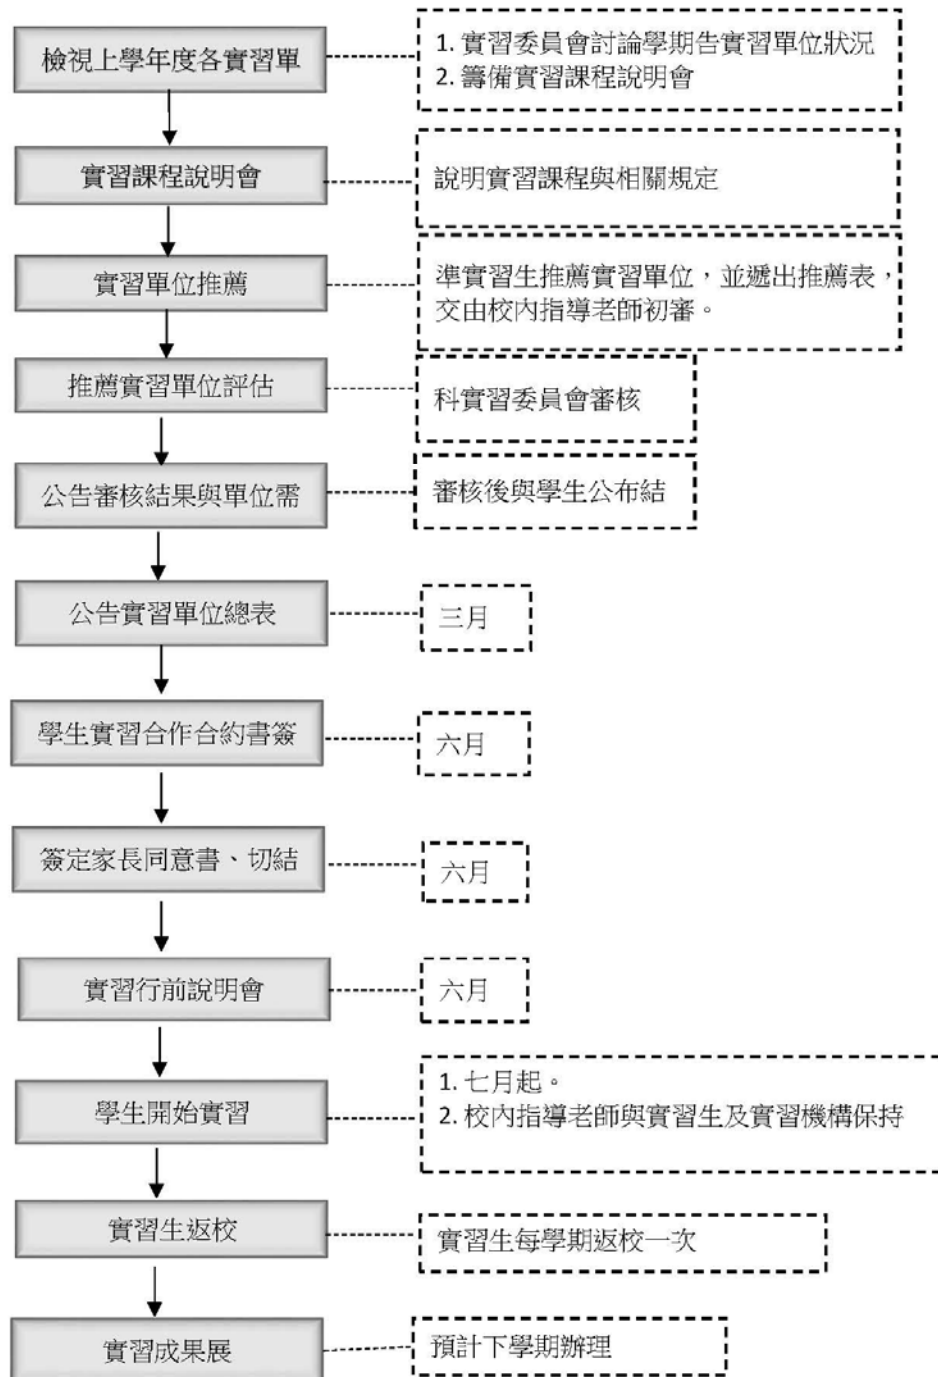 檢視上學年度各實習單
1. 實習委員會討論學期告實習單位狀況
2. 籌備實習課程說明會
實習課程說明會
說明實習課程與相關規定
實習單位推薦
準實習生推薦實習單位，並遞出推薦表，
交由校內指導老師初審。
推薦實習單位評估
科實習委員會審核
公告審核結果與單位需
審核後與學生公布結
公告實習單位總表
三月
學生實習合作合約書簽
六月
簽定家長同意書、切結
六月
實習行前說明會
六月
學生開始實習
1. 七月起。
2. 校內指導老師與實習生及實習機構保持
實習生返校
實習生每學期返校一次
實習成果展
預計下學期辦理